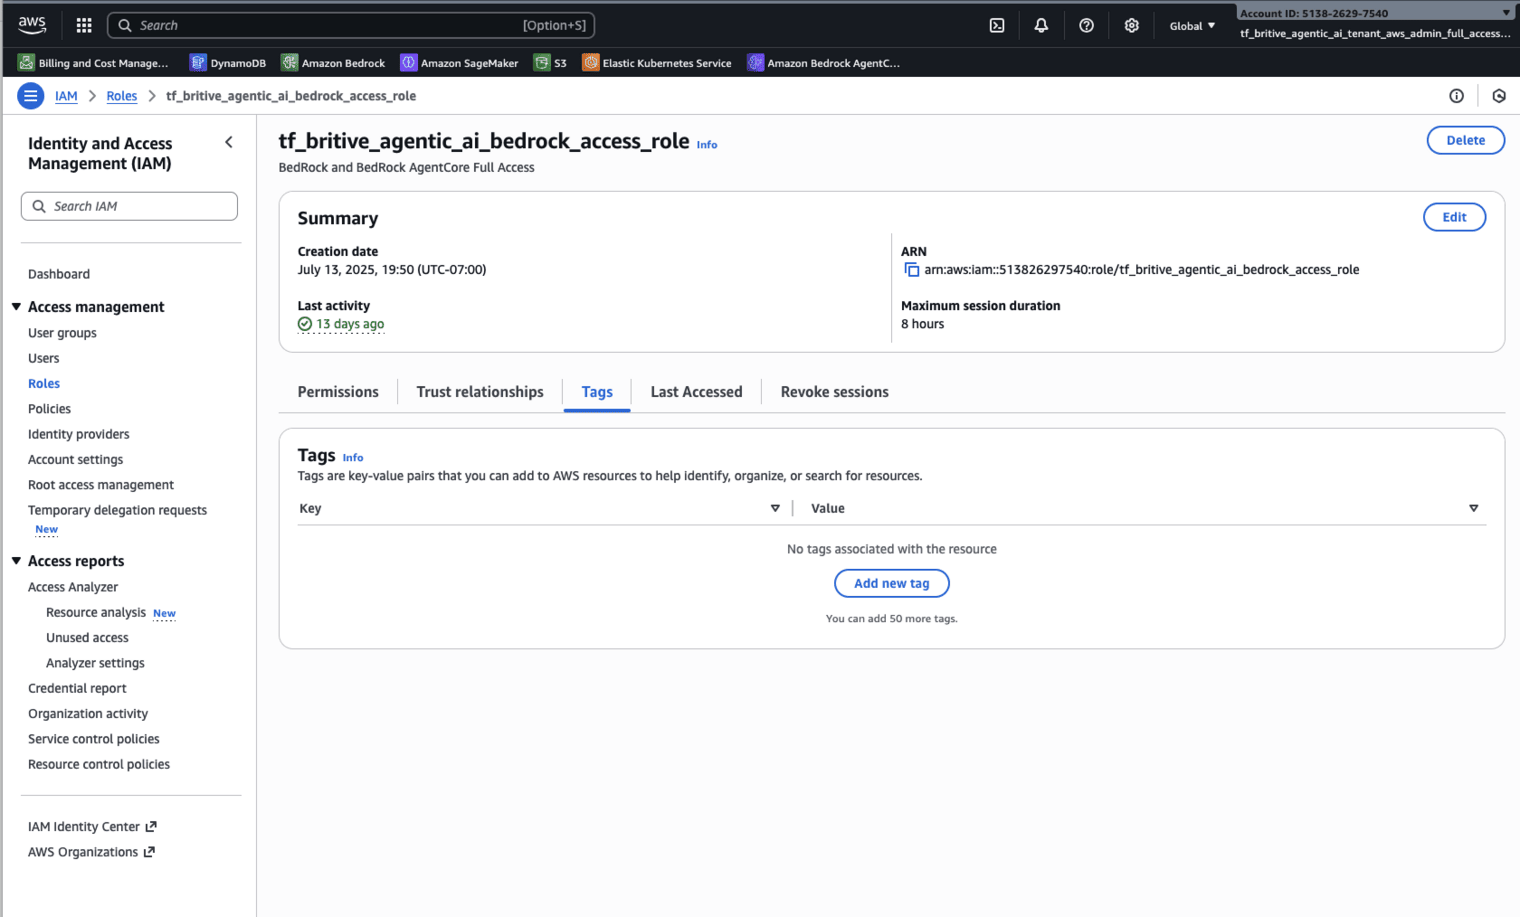 aws
Search
[Option+S]
Global
Account ID: 5138-2629-7540
tf_britive_agentic_ai_tenant_aws_admin_full_access...
Billing and Cost Manage...
DynamoDB
Amazon Bedrock
Amazon SageMaker
S3
Elastic Kubernetes Service
Amazon Bedrock AgentC...
IAM
Roles
tf_britive_agentic_ai_bedrock_access_role
Identity and Access
Management (IAM)
Search IAM
Dashboard
Access management
User groups
Users
Roles
Policies
Identity providers
Account settings
Root access management
Temporary delegation requests
New
Access reports
Access Analyzer
Resource analysis New
Unused access
Analyzer settings
Credential report
Organization activity
Service control policies
Resource control policies
IAM Identity Center
AWS Organizations
tf_britive_agentic_ai_bedrock_access_role Info
Delete
BedRock and BedRock AgentCore Full Access
Summary
Edit
Creation date
July 13, 2025, 19:50 (UTC-07:00)
ARN
arn:aws:iam::513826297540:role/tf_britive_agentic_ai_bedrock_access_role
Last activity
13 days ago
Maximum session duration
8 hours
Permissions
Trust relationships
Tags
Last Accessed
Revoke sessions
Tags Info
Tags are key-value pairs that you can add to AWS resources to help identify, organize, or search for resources.
Key
Value
No tags associated with the resource
Add new tag
You can add 50 more tags.